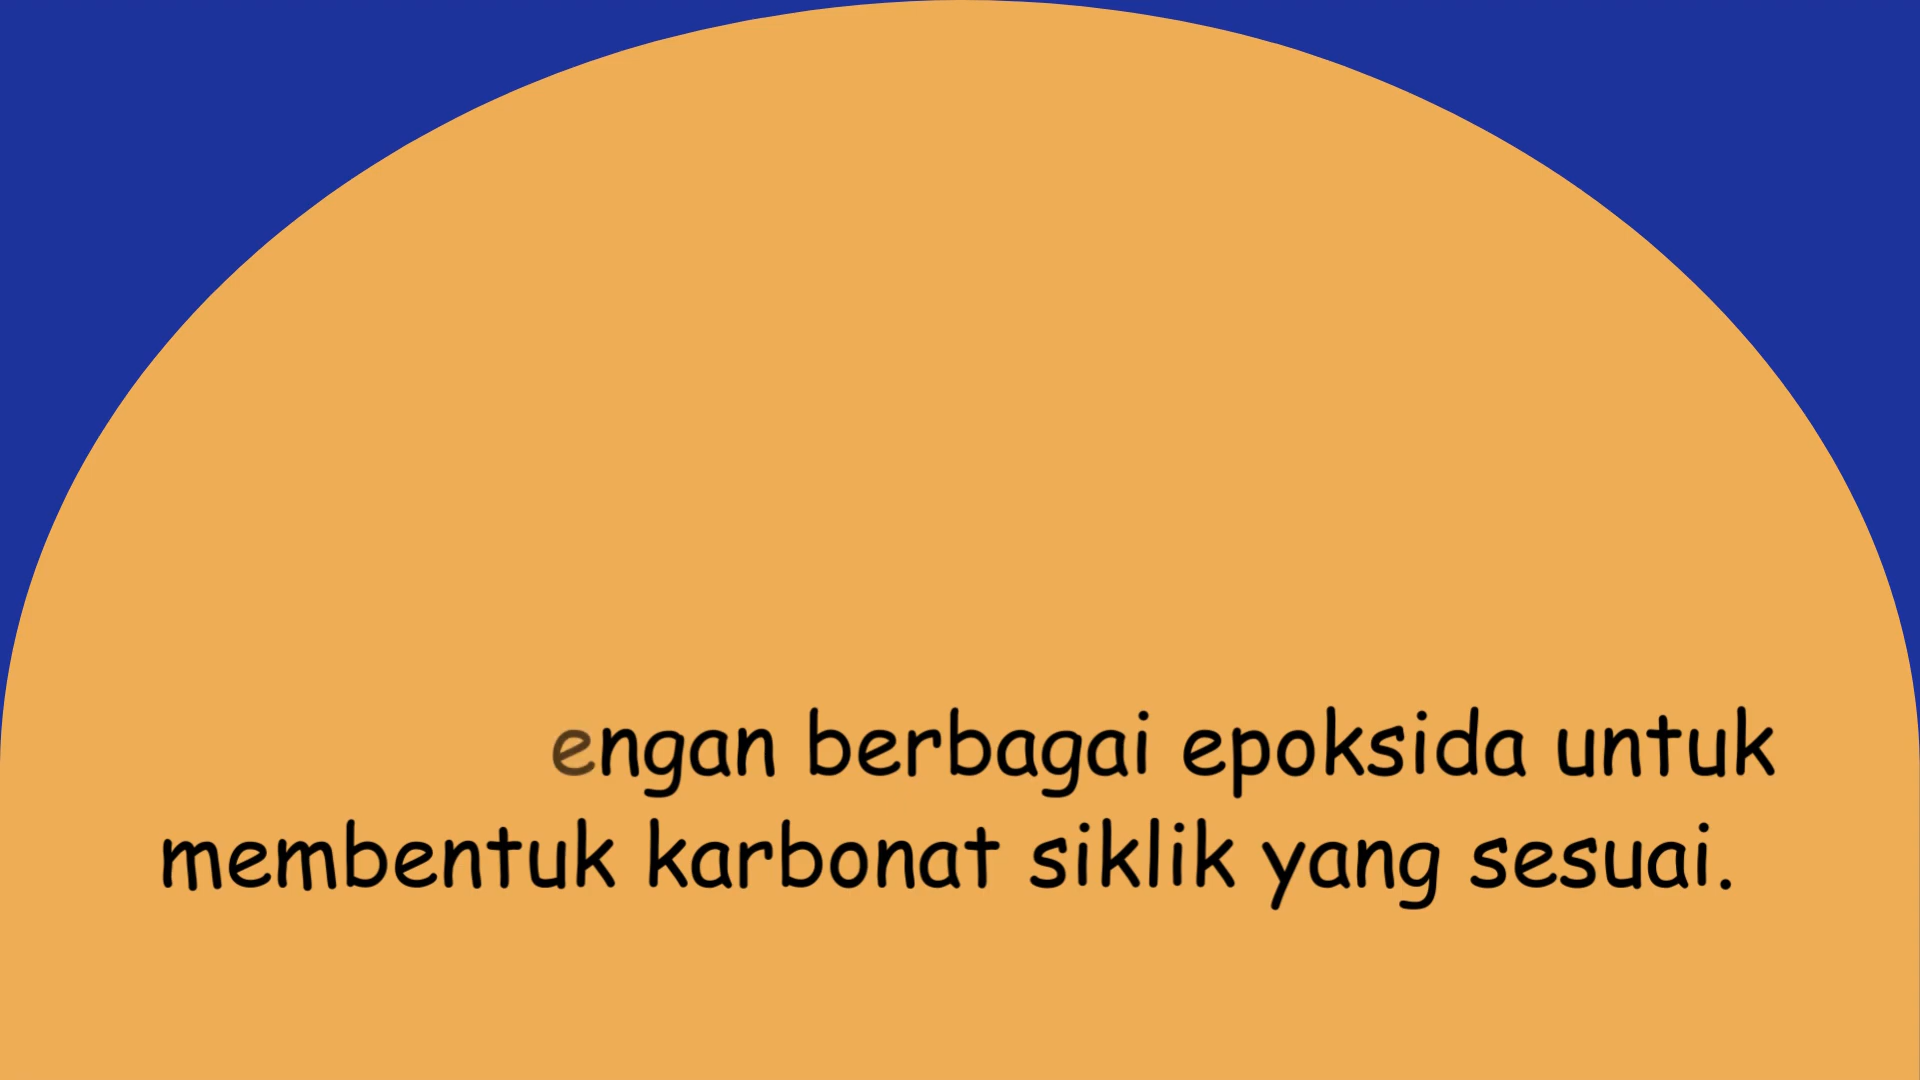 engan berbagai epoksida untuk
membentuk karbonat siklik yang sesuai.